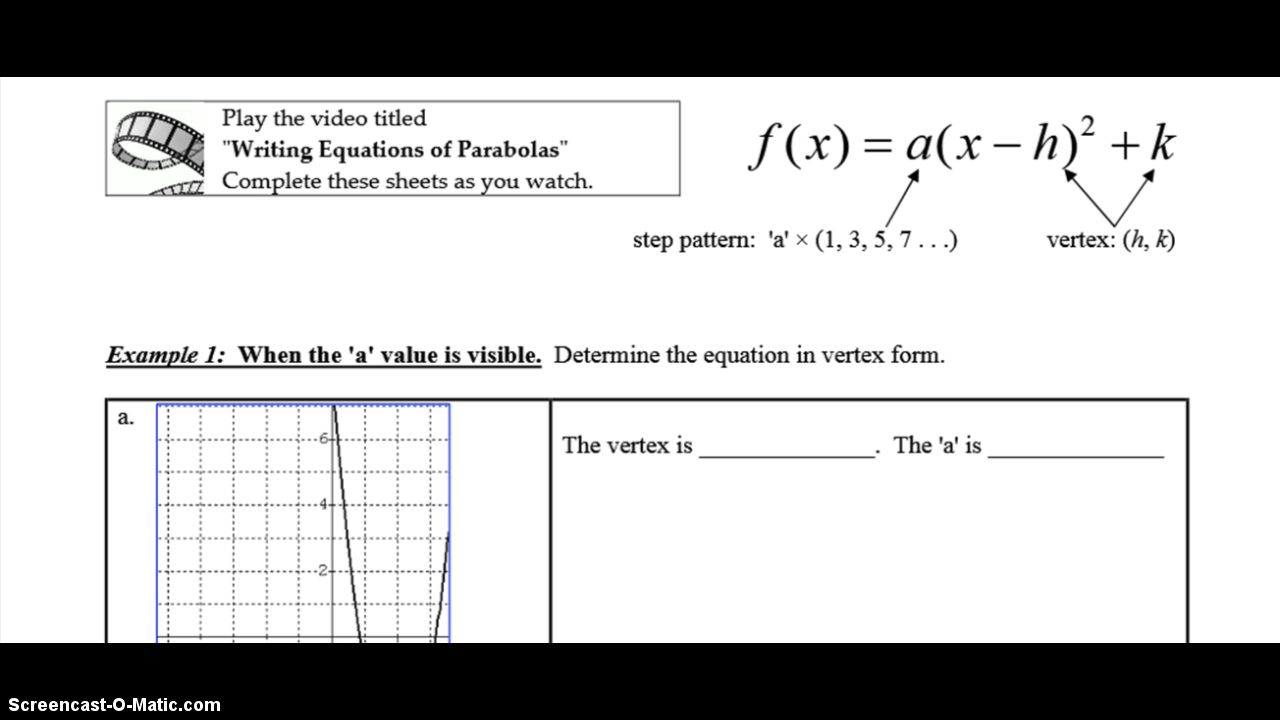 Play the video titled
"Writing Equations of Parabolas"
Complete these sheets as you watch.
f(x) = a(x − h)² + k
step pattern: 'a' × (1, 3, 5, 7 . . .)
vertex: (h, k)
Example 1: When the 'a' value is visible. Determine the equation in vertex form.
a.
6
4
2
The vertex is ______________. The 'a' is ______________
Screencast-O-Matic.com